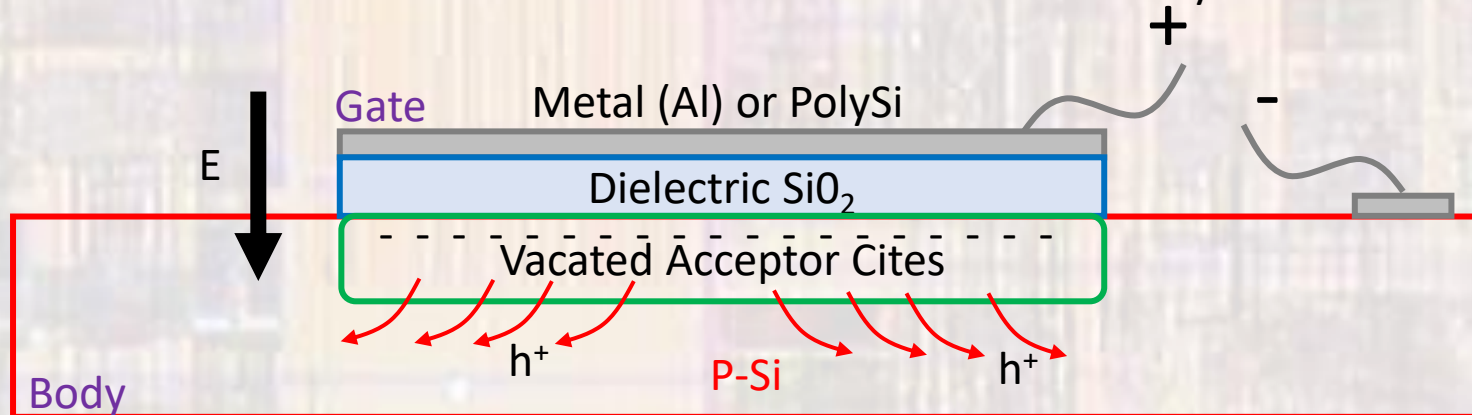 +
-
Gate
Metal (Al) or PolySi
E
Dielectric Si0₂
- - - - - - - - - - - - - - - - - - -
Vacated Acceptor Cites
h⁺
P-Si
h⁺
Body